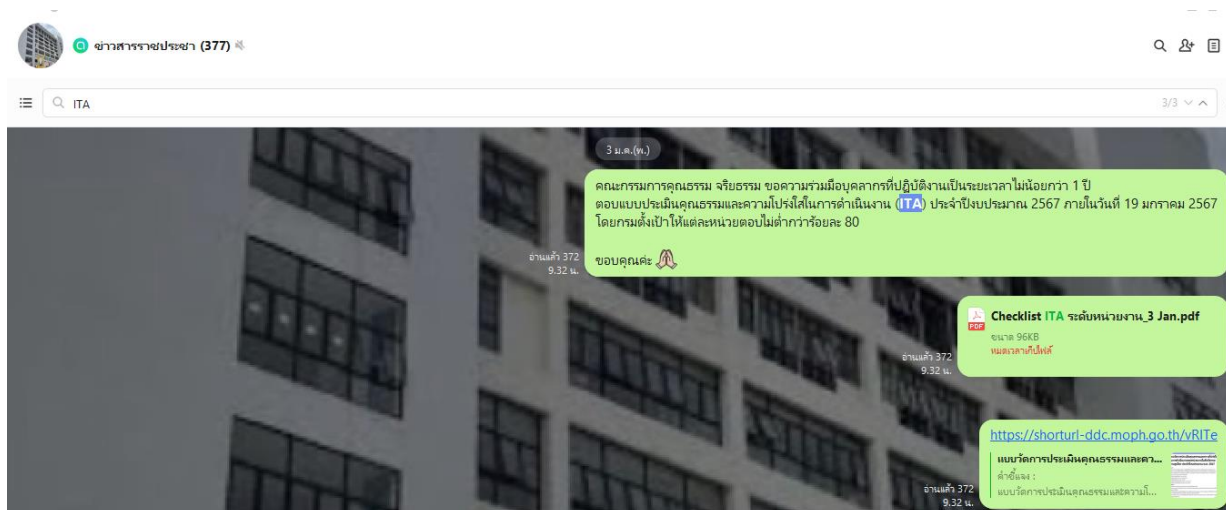 ข่าวสารราชประชา (377)
ITA
3/3
3 ม.ค.(พ.)
คณะกรรมการคุณธรรม จริยธรรม ขอความร่วมมือบุคลากรที่ปฏิบัติงานเป็นระยะเวลาไม่น้อยกว่า 1 ปี
ตอบแบบประเมินคุณธรรมและความโปร่งใสในการดำเนินงาน (ITA) ประจำปีงบประมาณ 2567 ภายในวันที่ 19 มกราคม 2567
โดยกรมตั้งเป้าให้แต่ละหน่วยตอบไม่ต่ำกว่าร้อยละ 80
ขอบคุณค่ะ
อ่านแล้ว 372
9.32 น.
Checklist ITA ระดับหน่วยงาน_3 Jan.pdf
PDF
ขนาด 96KB
หมดเวลาเก็บไฟล์
อ่านแล้ว 372
9.32 น.
https://shorturl-ddc.moph.go.th/vRITe
แบบวัดการประเมินคุณธรรมและคว...
คำชี้แจง :
แบบวัดการประเมินคุณธรรมและความโ...
อ่านแล้ว 372
9.32 น.